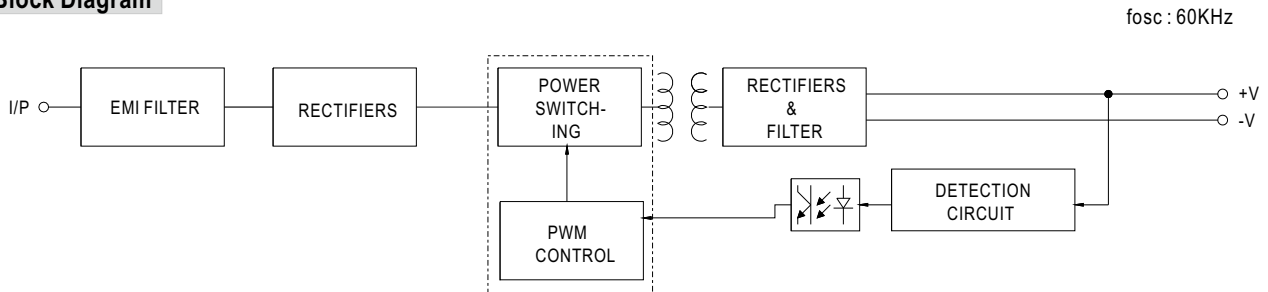 Block Diagram
fosc : 60KHz
I/P
EMI FILTER
RECTIFIERS
POWER
SWITCH-
ING
RECTIFIERS
&
FILTER
+V
-V
DETECTION
CIRCUIT
PWM
CONTROL